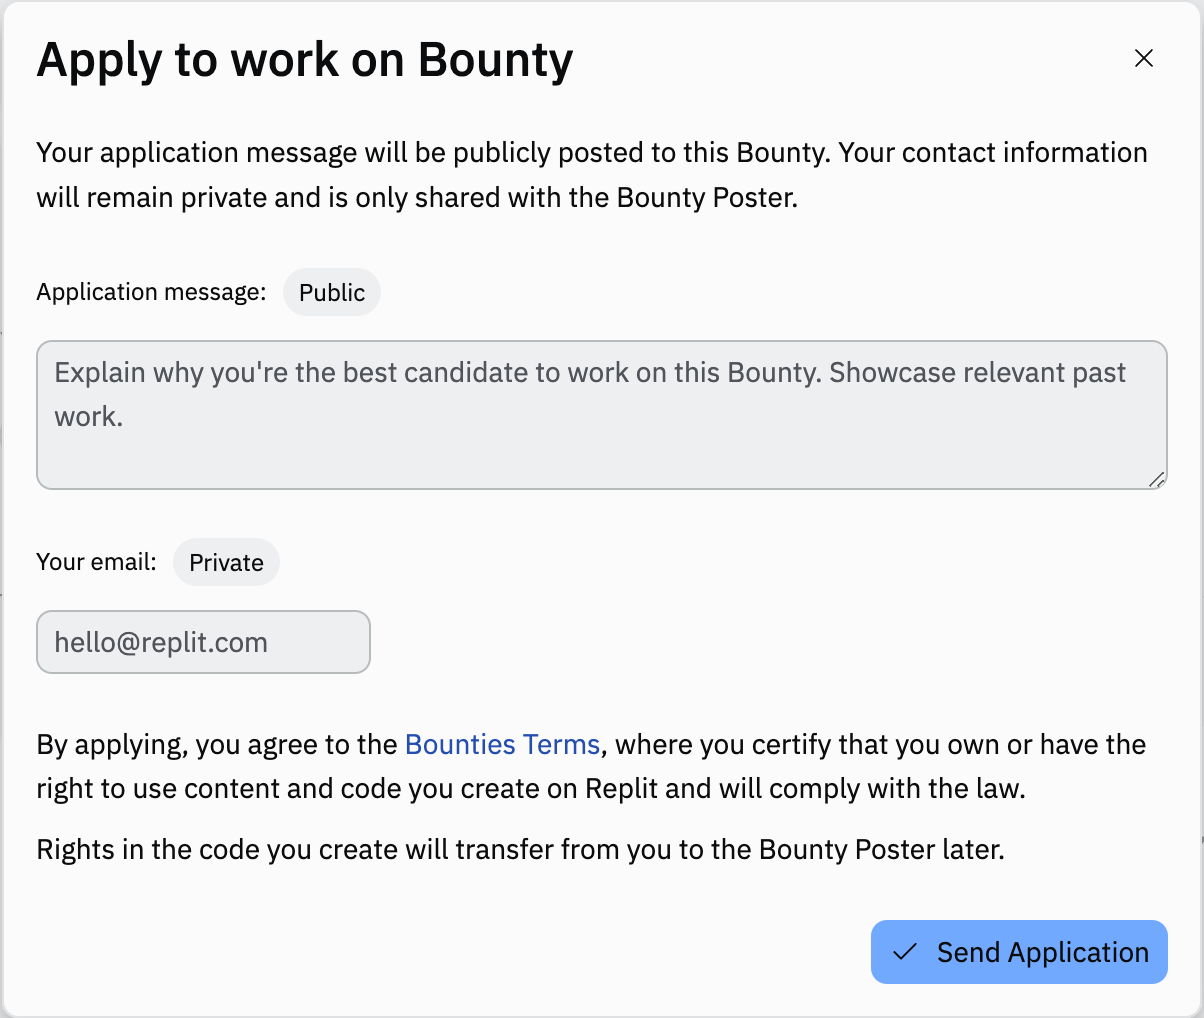 Apply to work on Bounty
Your application message will be publicly posted to this Bounty. Your contact information
will remain private and is only shared with the Bounty Poster.
Application message: Public
Explain why you're the best candidate to work on this Bounty. Showcase relevant past
work.
Your email: Private
hello@replit.com
By applying, you agree to the Bounties Terms, where you certify that you own or have the
right to use content and code you create on Replit and will comply with the law.
Rights in the code you create will transfer from you to the Bounty Poster later.
Send Application